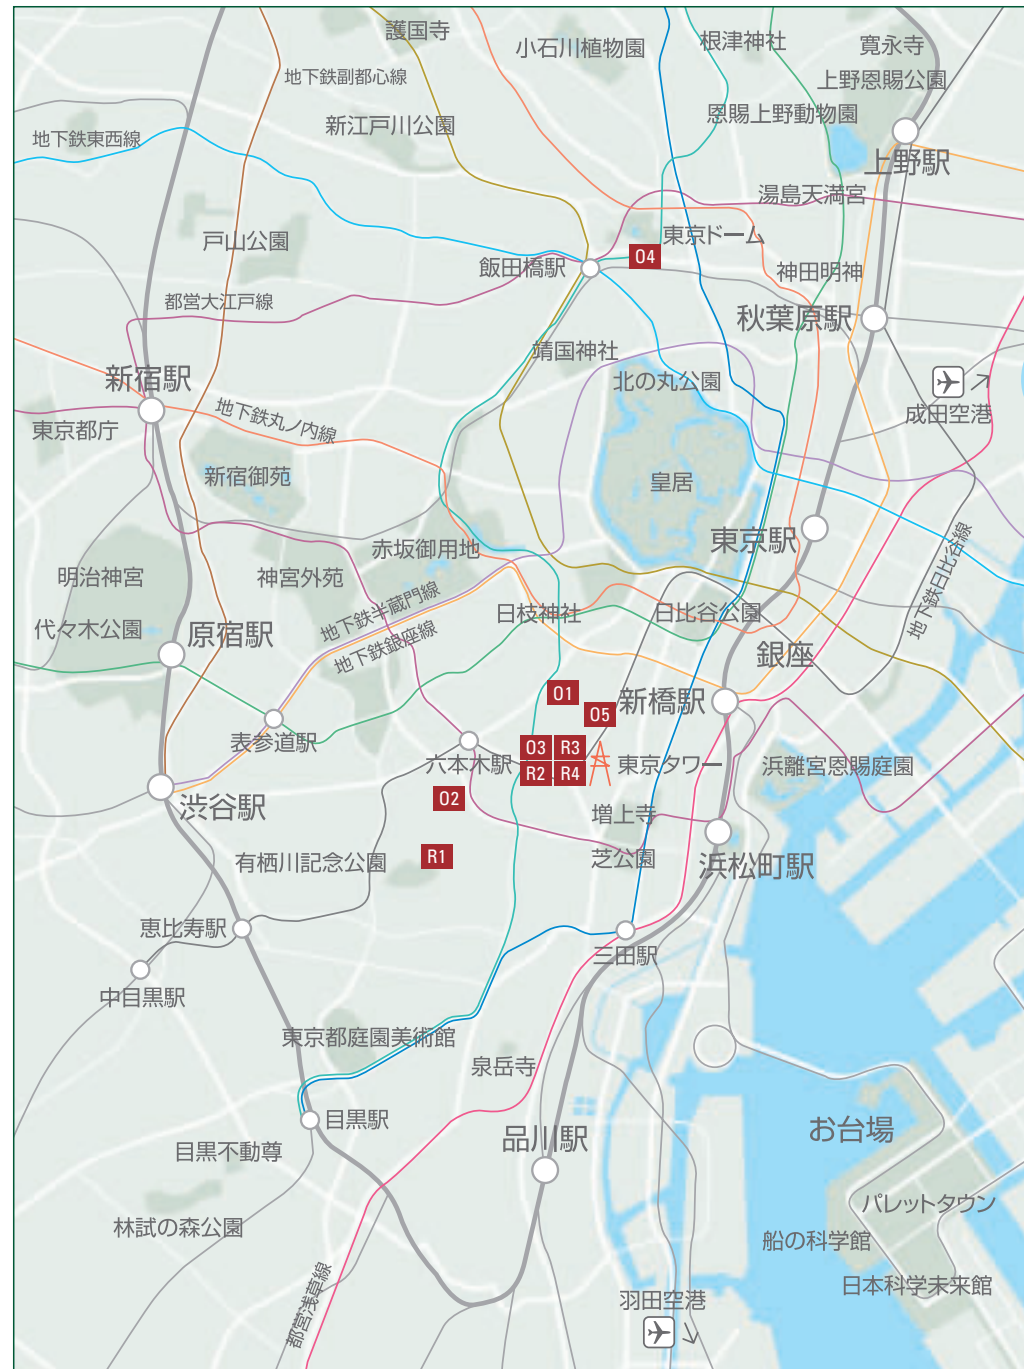 護国寺
小石川植物園
根津神社
寛永寺
地下鉄副都心線
上野恩賜公園
恩賜上野動物園
新江戸川公園
地下鉄東西線
上野駅
湯島天満宮
戸山公園
東京ドーム
O4
飯田橋駅
神田明神
都営大江戸線
秋葉原駅
靖国神社
新宿駅
北の丸公園
成田空港
地下鉄丸ノ内線
東京都庁
新宿御苑
皇居
東京駅
赤坂御用地
地下鉄日比谷線
明治神宮
神宮外苑
地下鉄半蔵門線
日枝神社
日比谷公園
代々木公園
原宿駅
地下鉄銀座線
銀座
O1
新橋駅
O5
表参道駅
O3
R3
六本木駅
東京タワー
浜離宮恩賜庭園
R2
R4
O2
渋谷駅
増上寺
R1
有栖川記念公園
芝公園
浜松町駅
恵比寿駅
三田駅
中目黒駅
東京都庭園美術館
泉岳寺
目黒駅
品川駅
お台場
目黒不動尊
パレットタウン
林試の森公園
船の科学館
日本科学未来館
都営浅草線
羽田空港